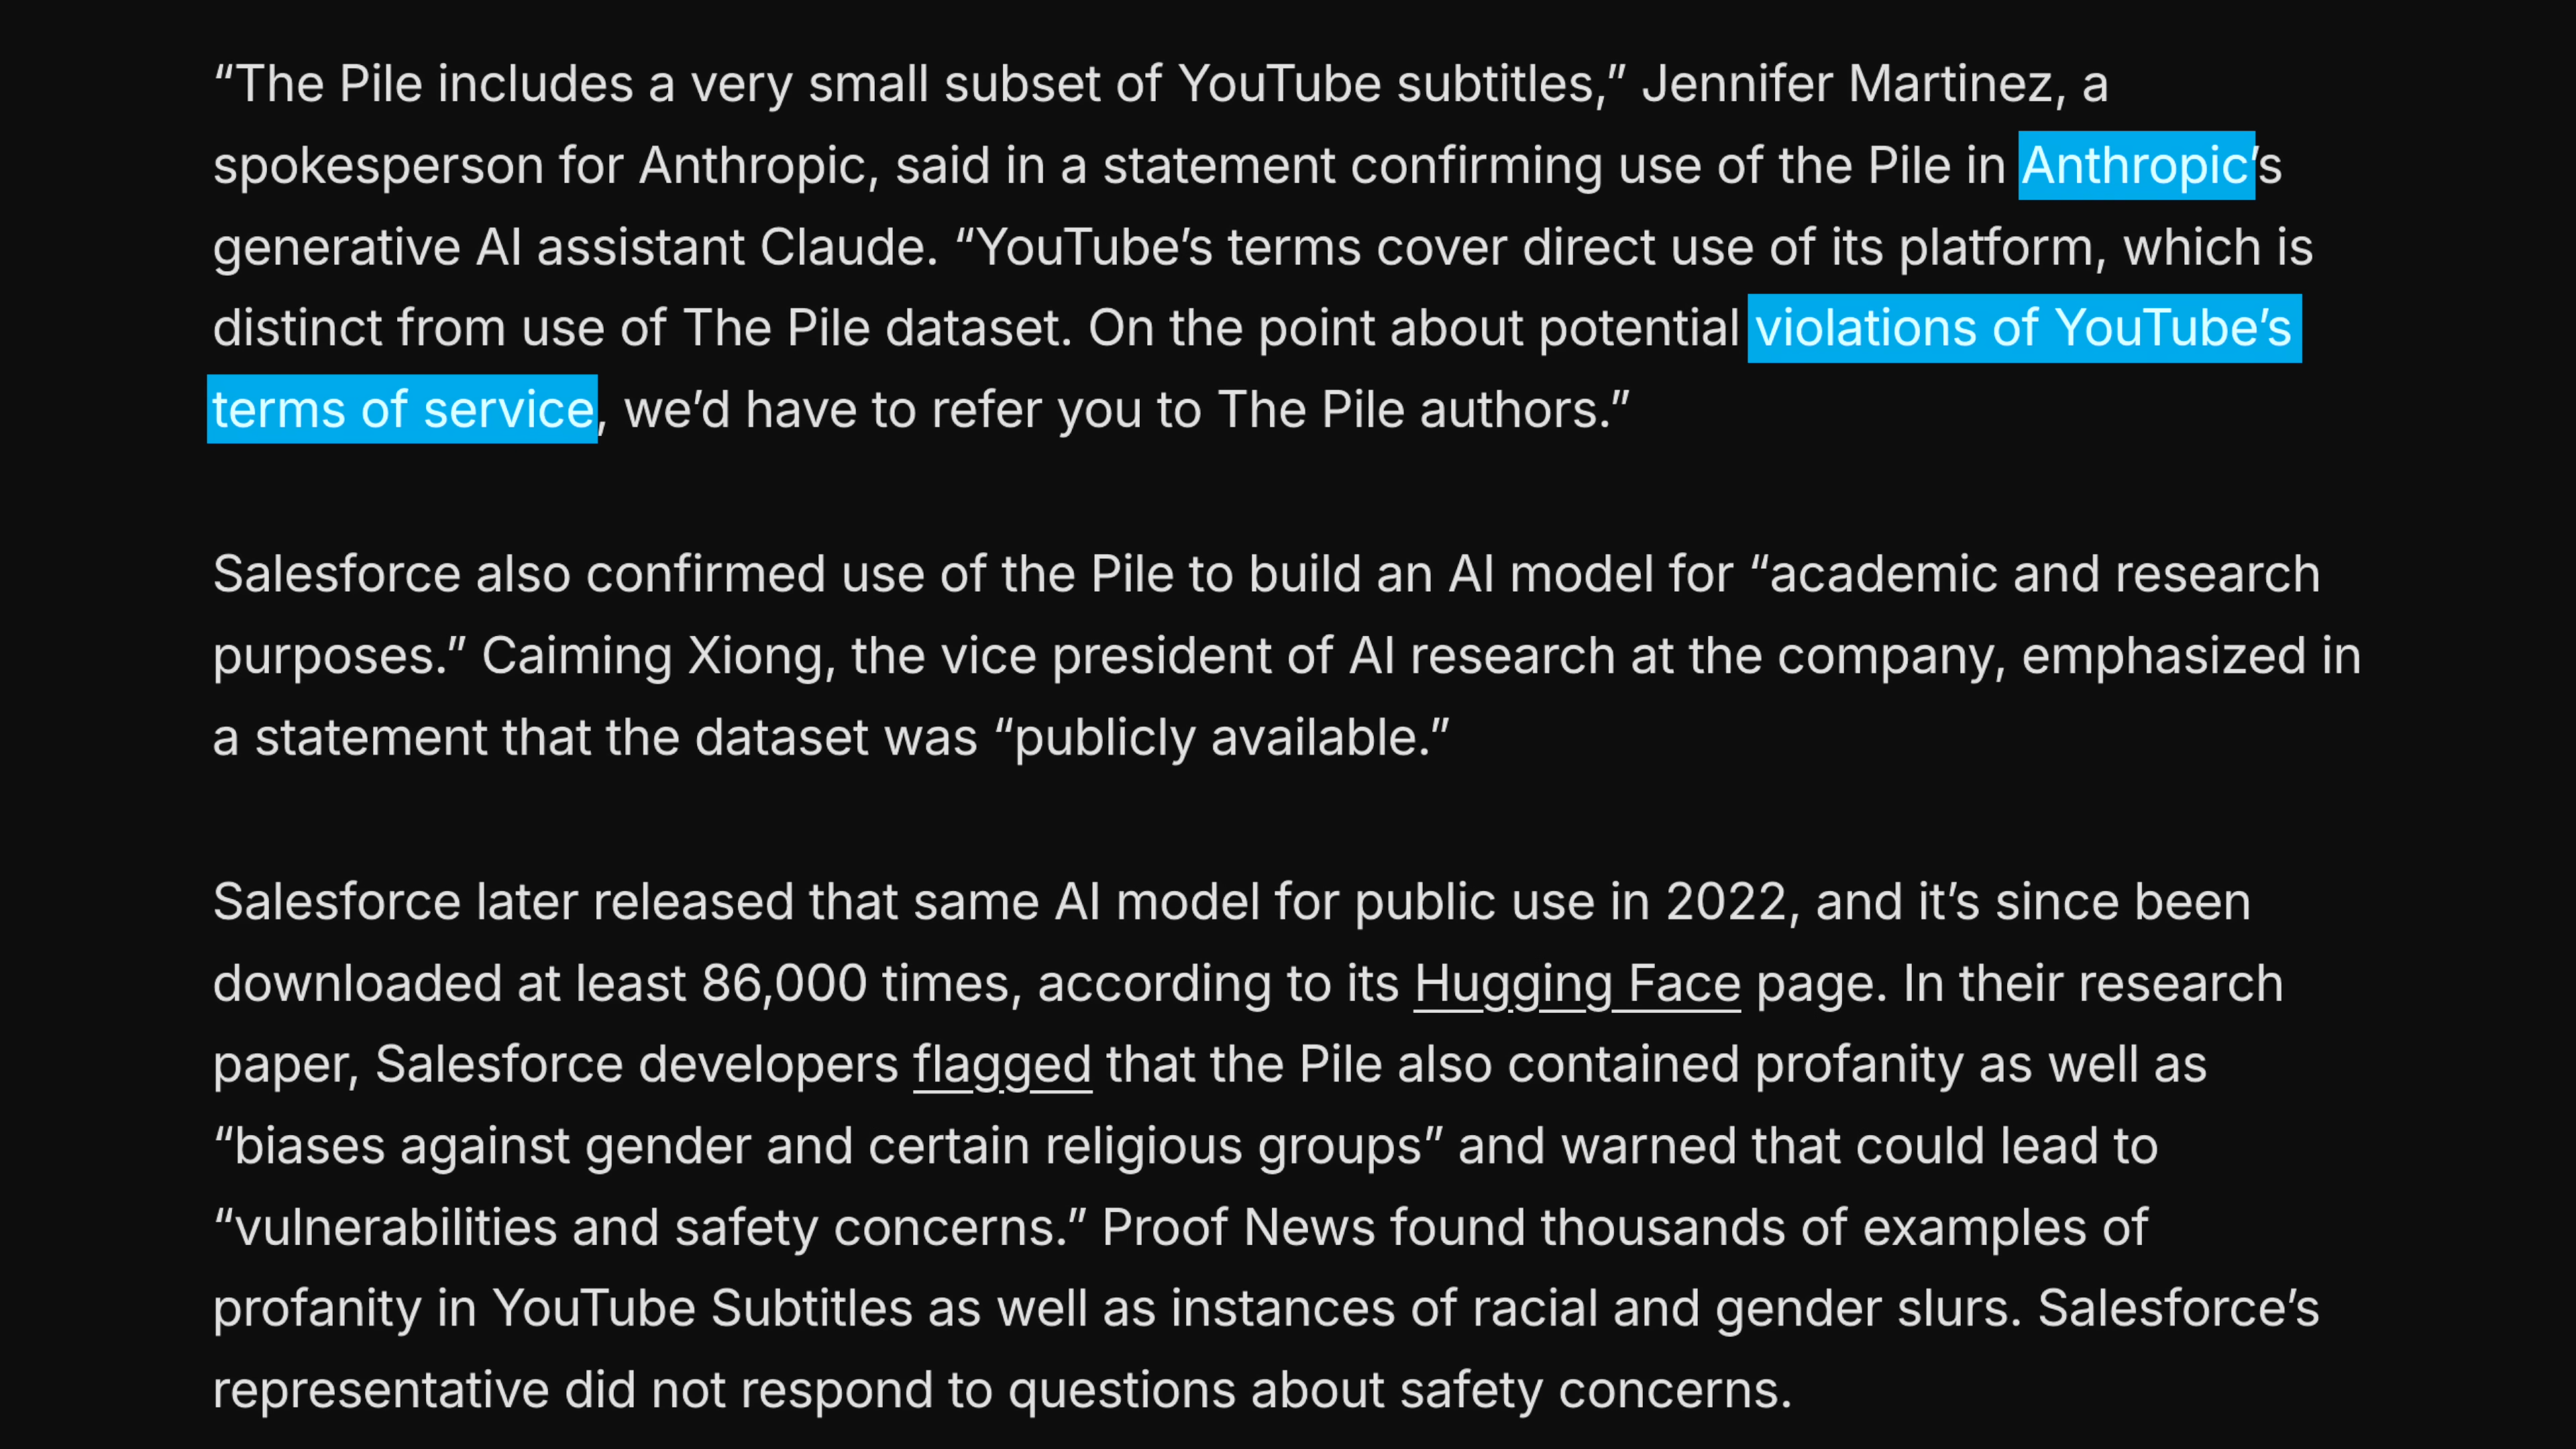 “The Pile includes a very small subset of YouTube subtitles,” Jennifer Martinez, a
spokesperson for Anthropic, said in a statement confirming use of the Pile in Anthropic’s
generative AI assistant Claude. “YouTube’s terms cover direct use of its platform, which is
distinct from use of The Pile dataset. On the point about potential violations of YouTube’s
terms of service, we’d have to refer you to The Pile authors.”
Salesforce also confirmed use of the Pile to build an AI model for “academic and research
purposes.” Caiming Xiong, the vice president of AI research at the company, emphasized in
a statement that the dataset was “publicly available.”
Salesforce later released that same AI model for public use in 2022, and it’s since been
downloaded at least 86,000 times, according to its Hugging Face page. In their research
paper, Salesforce developers flagged that the Pile also contained profanity as well as
“biases against gender and certain religious groups” and warned that could lead to
“vulnerabilities and safety concerns.” Proof News found thousands of examples of
profanity in YouTube Subtitles as well as instances of racial and gender slurs. Salesforce’s
representative did not respond to questions about safety concerns.